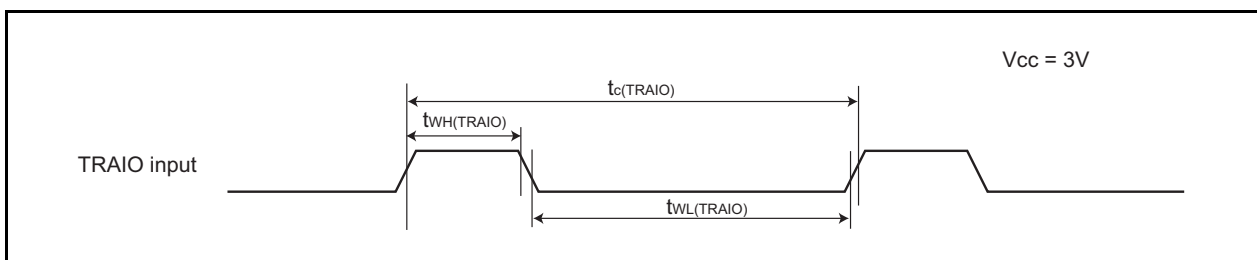 Vcc = 3V
tc(TRAIO)
tWH(TRAIO)
TRAIO input
tWL(TRAIO)